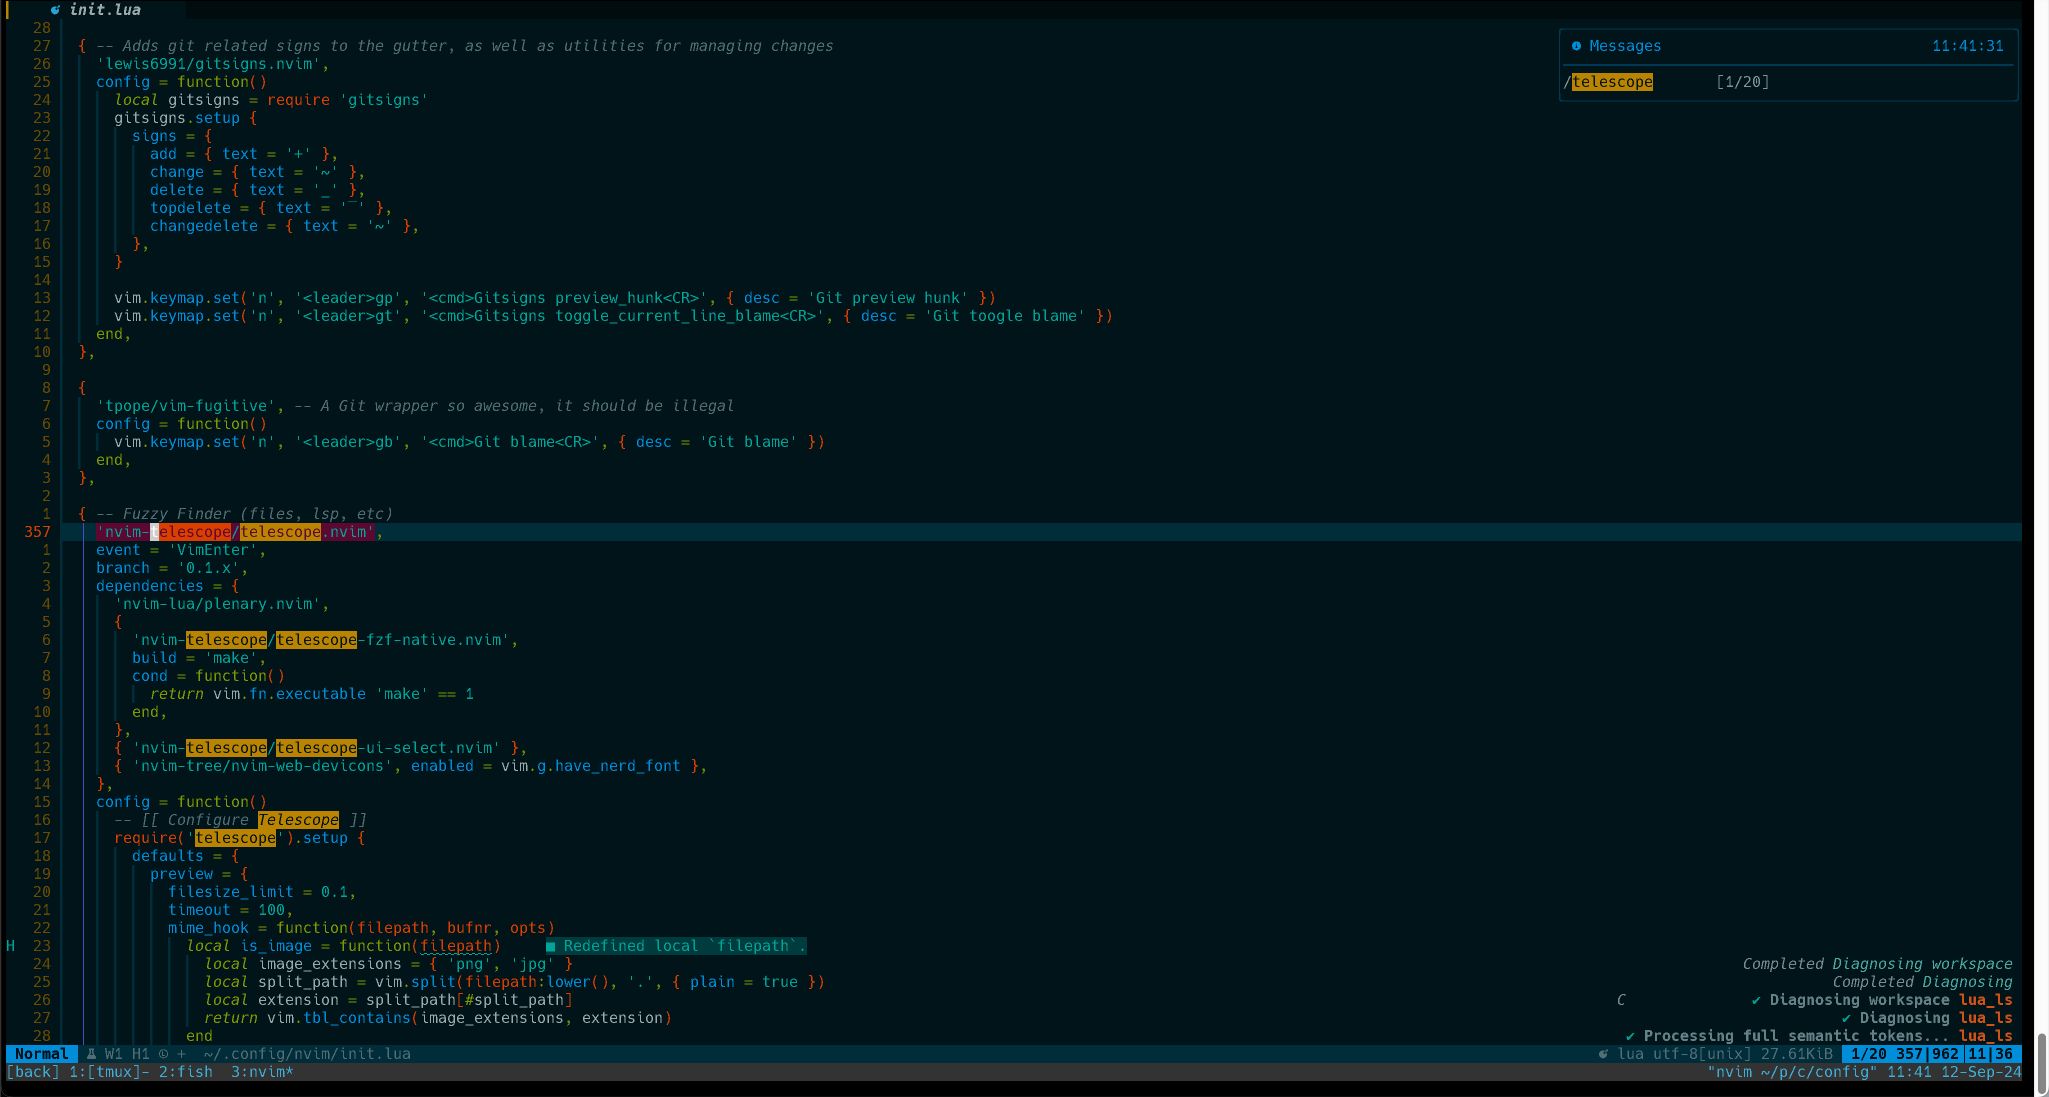 init.lua
28
27 { -- Adds git related signs to the gutter, as well as utilities for managing changes
26 'lewis6991/gitsigns.nvim',
25 config = function()
24 local gitsigns = require 'gitsigns'
23 gitsigns.setup {
22 signs = {
21 add = { text = '+' },
20 change = { text = '~' },
19 delete = { text = '_' },
18 topdelete = { text = '‾' },
17 changedelete = { text = '~' },
16 },
15 }
14
13 vim.keymap.set('n', '<leader>gp', '<cmd>Gitsigns preview_hunk<CR>', { desc = 'Git preview hunk' })
12 vim.keymap.set('n', '<leader>gt', '<cmd>Gitsigns toggle_current_line_blame<CR>', { desc = 'Git toogle blame' })
11 end,
10 },
9
8 {
7 'tpope/vim-fugitive', -- A Git wrapper so awesome, it should be illegal
6 config = function()
5 vim.keymap.set('n', '<leader>gb', '<cmd>Git blame<CR>', { desc = 'Git blame' })
4 end,
3 },
2
1 { -- Fuzzy Finder (files, lsp, etc)
357 'nvim-telescope/telescope.nvim',
1 event = 'VimEnter',
2 branch = '0.1.x',
3 dependencies = {
4 'nvim-lua/plenary.nvim',
5 {
6 'nvim-telescope/telescope-fzf-native.nvim',
7 build = 'make',
8 cond = function()
9 return vim.fn.executable 'make' == 1
10 end,
11 },
12 { 'nvim-telescope/telescope-ui-select.nvim' },
13 { 'nvim-tree/nvim-web-devicons', enabled = vim.g.have_nerd_font },
14 },
15 config = function()
16 -- [[ Configure Telescope ]]
17 require('telescope').setup {
18 defaults = {
19 preview = {
20 filesize_limit = 0.1,
21 timeout = 100,
22 mime_hook = function(filepath, bufnr, opts)
H 23 local is_image = function(filepath) ■ Redefined local `filepath`.
24 local image_extensions = { 'png', 'jpg' }
25 local split_path = vim.split(filepath:lower(), '.', { plain = true })
26 local extension = split_path[#split_path]
27 return vim.tbl_contains(image_extensions, extension)
28 end
Messages 11:41:31
/telescope [1/20]
Completed Diagnosing workspace
Completed Diagnosing
C ✔ Diagnosing workspace lua_ls
✔ Diagnosing lua_ls
✔ Processing full semantic tokens... lua_ls
Normal W1 H1 + ~/.config/nvim/init.lua lua utf-8[unix] 27.61KiB 1/20 357|962 11|36
[back] 1:[tmux]- 2:fish 3:nvim* "nvim ~/p/c/config" 11:41 12-Sep-24